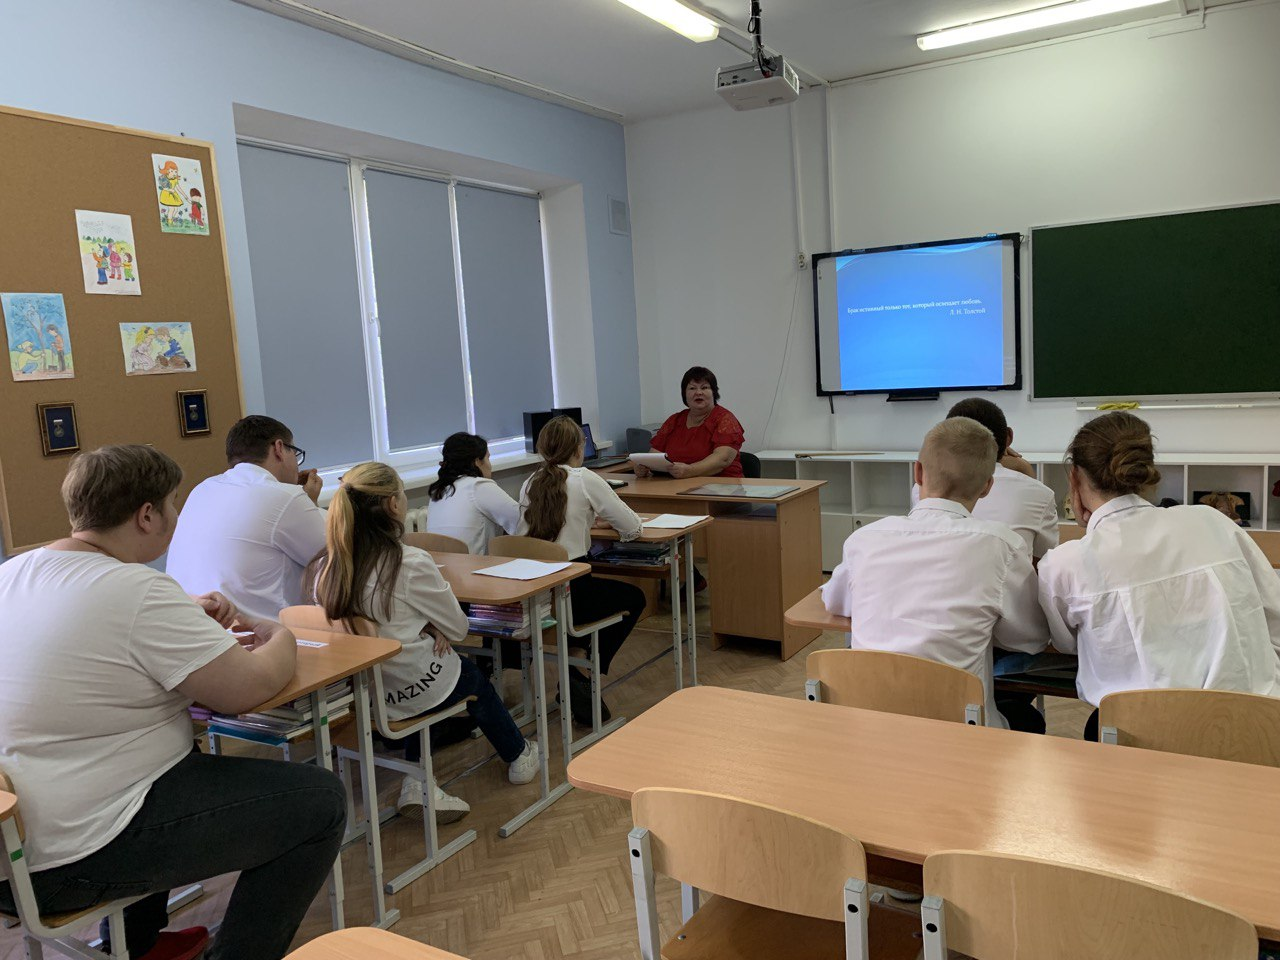 Брак истинный только тот, который освящает любовь.
Л. Н. Толстой
MAZING